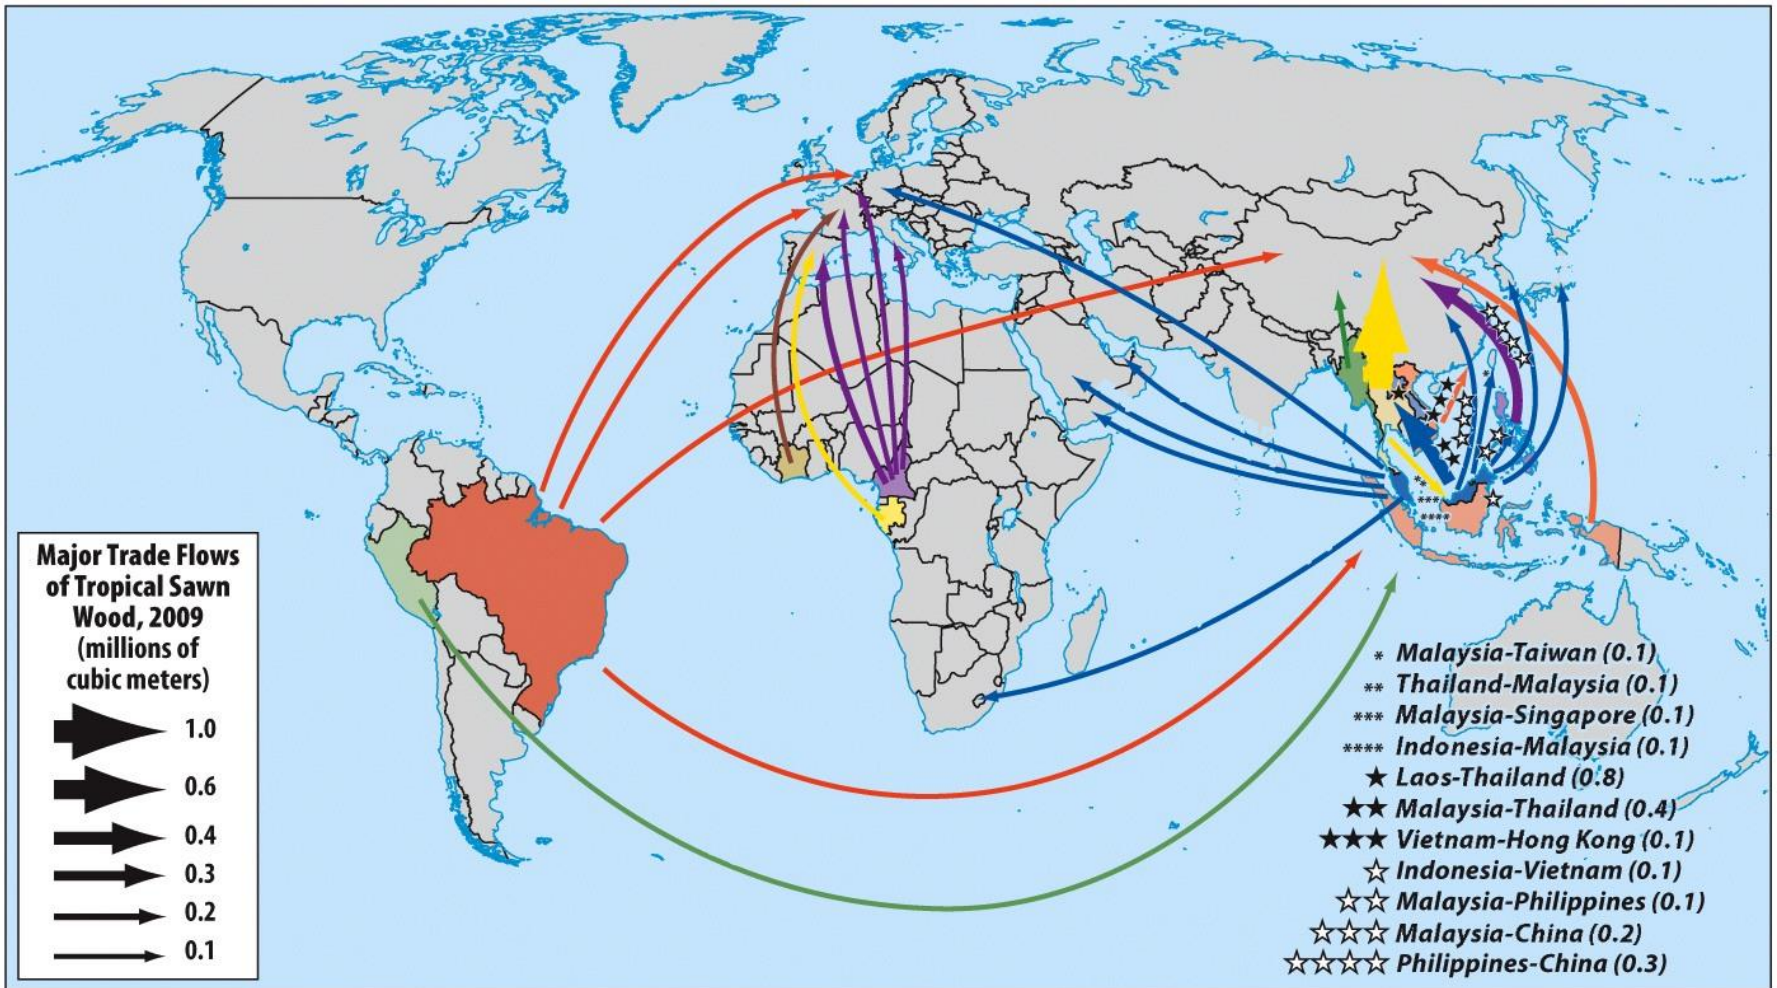 Major Trade Flows
of Tropical Sawn
Wood, 2009
(millions of
cubic meters)
1.0
0.6
0.4
0.3
0.2
0.1
*
**
***
****
* Malaysia-Taiwan (0.1)
** Thailand-Malaysia (0.1)
*** Malaysia-Singapore (0.1)
**** Indonesia-Malaysia (0.1)
★ Laos-Thailand (0.8)
★★ Malaysia-Thailand (0.4)
★★★ Vietnam-Hong Kong (0.1)
☆ Indonesia-Vietnam (0.1)
☆☆ Malaysia-Philippines (0.1)
☆☆☆ Malaysia-China (0.2)
☆☆☆☆ Philippines-China (0.3)